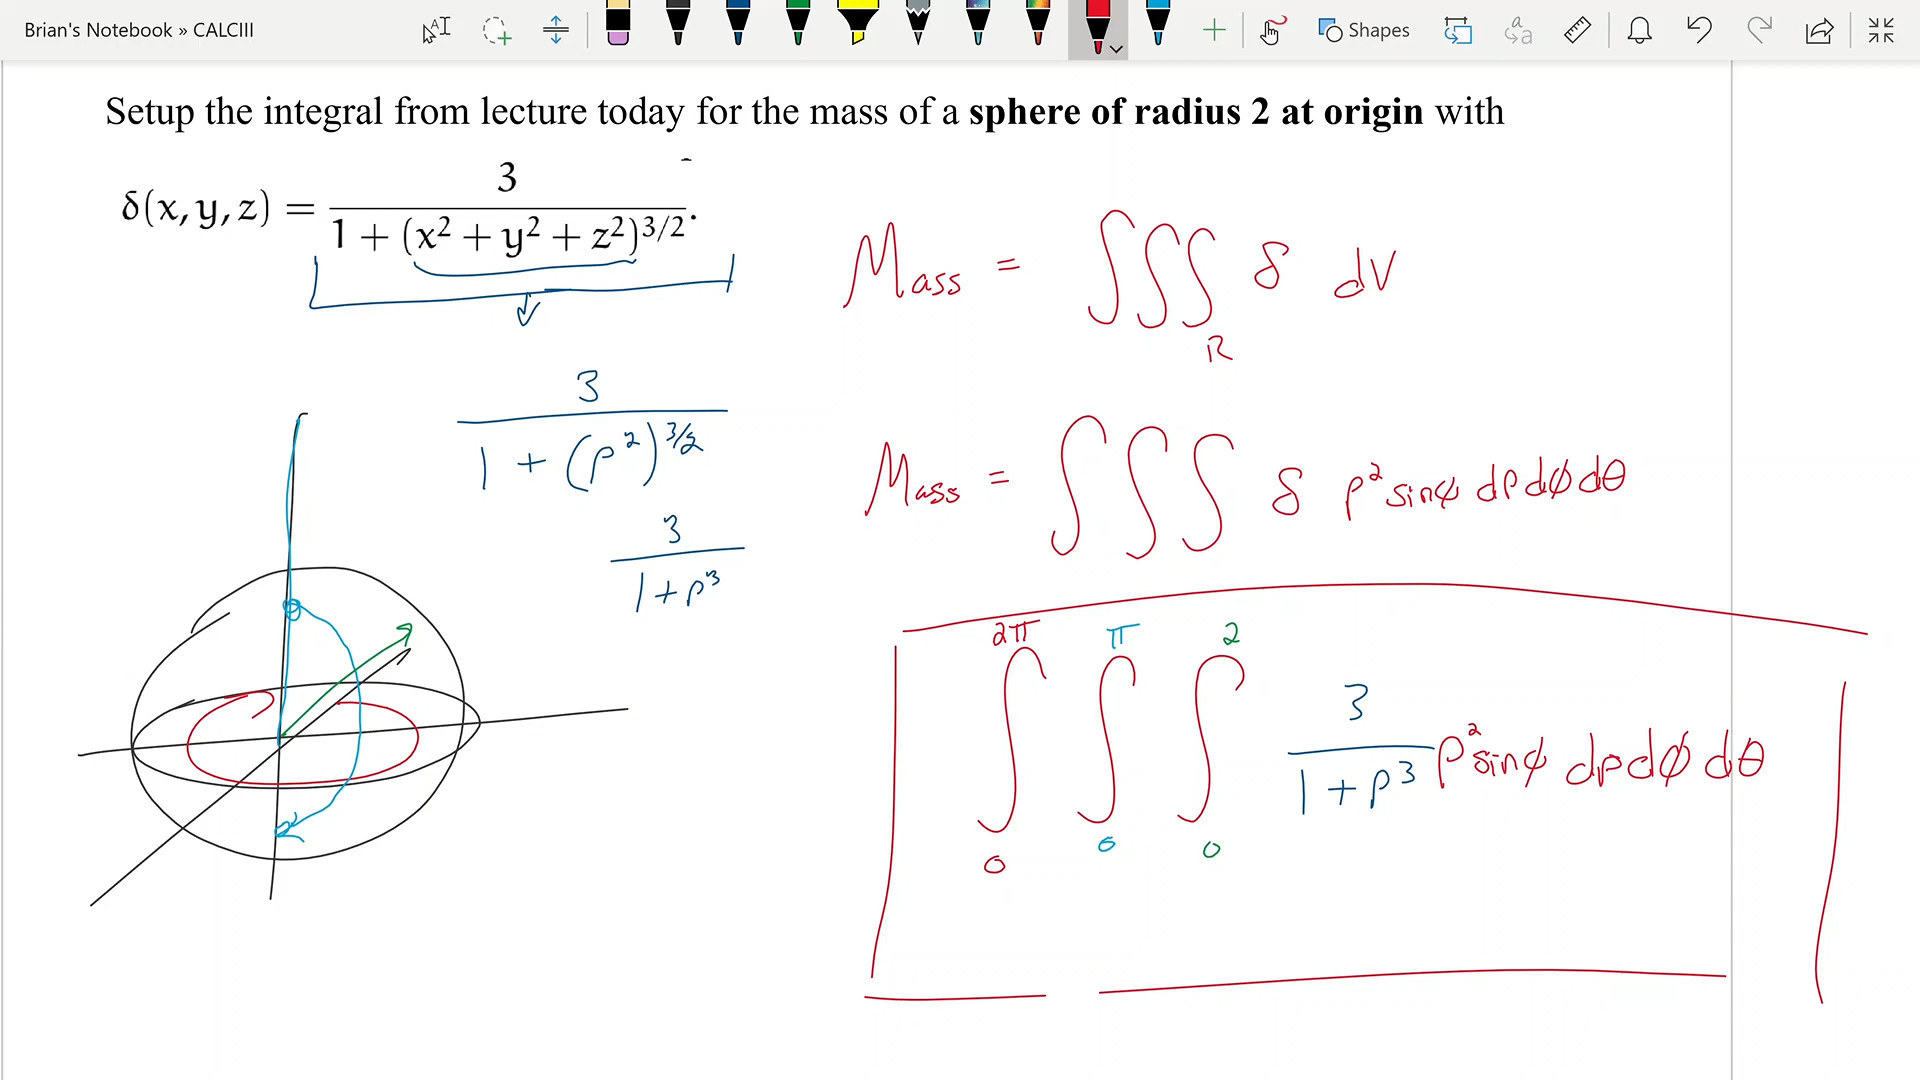 Brian's Notebook » CALCIII
Shapes
Setup the integral from lecture today for the mass of a sphere of radius 2 at origin with
δ(x, y, z) = 3 / (1 + (x² + y² + z²)^3/2).
Mass = ∭_R δ dV
3 / (1 + (ρ²)^3/2)
Mass = ∫∫∫ δ ρ² sinϕ dρ dϕ dθ
3 / (1 + ρ³)
∫_0^2π ∫_0^π ∫_0^2 3 / (1 + ρ³) ρ² sinϕ dρ dϕ dθ